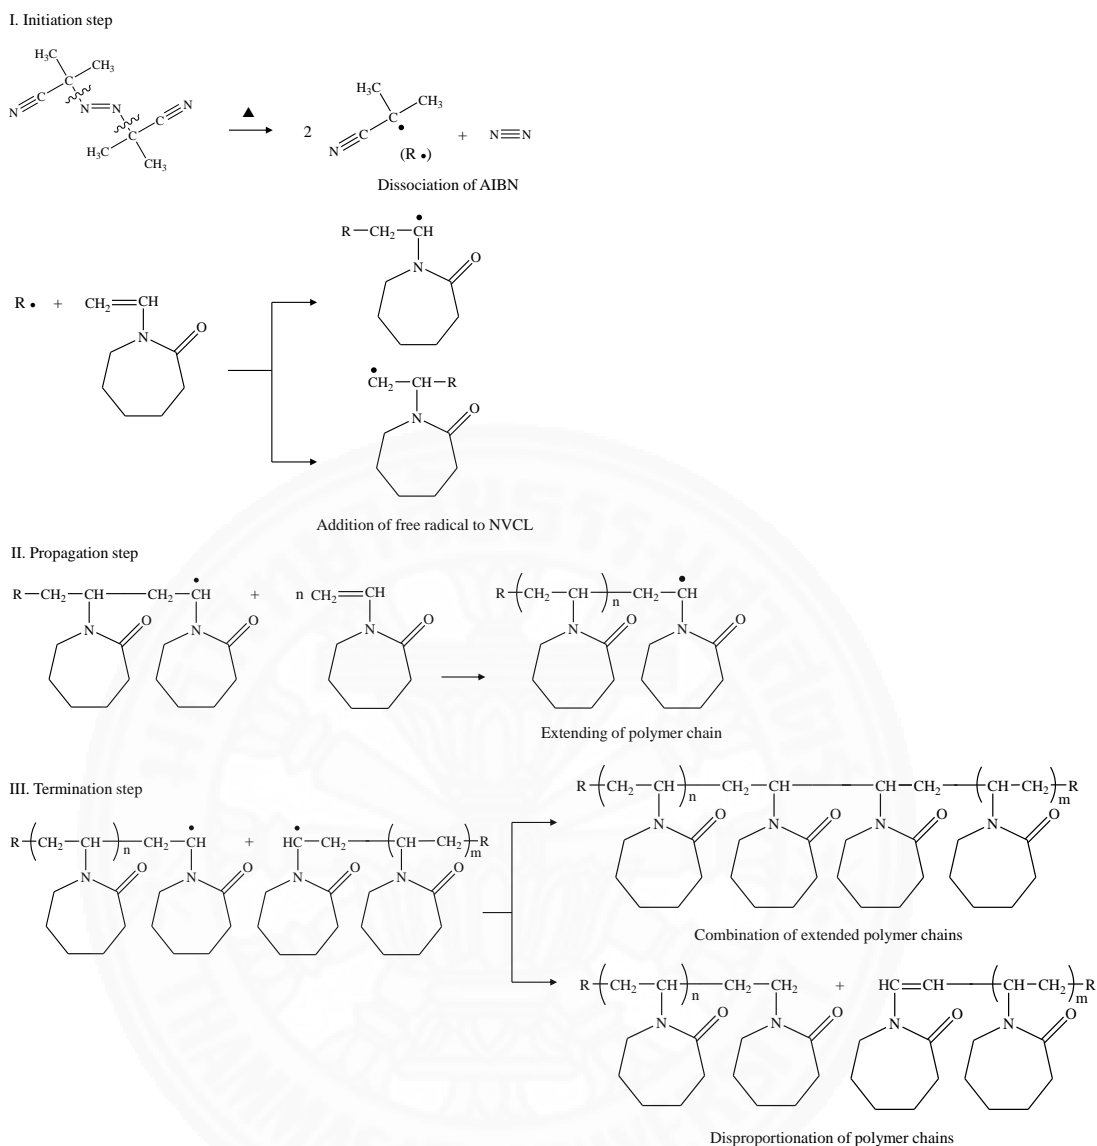 I. Initiation step
H₃C CH₃
C
N C N N C N
C
H₃C CH₃
2
H₃C CH₃
C •
N C
(R •)
+ N N
Dissociation of AIBN
R • + CH₂ CH
N O
R CH₂ CH
N O
CH₂ CH R
N O
Addition of free radical to NVCL
II. Propagation step
R CH₂ CH CH₂ CH + n CH₂ CH R CH₂ CH n CH₂ CH
N O N O N O N O N O
Extending of polymer chain
III. Termination step
R CH₂ CH n CH₂ CH + HC CH₂ CH CH₂ m R
N O N O N O N O
R CH₂ CH n CH₂ CH CH CH₂ CH CH₂ m R
N O N O N O N O
Combination of extended polymer chains
R CH₂ CH n CH₂ CH₂ + HC CH CH CH₂ m R
N O N O N O N O
Disproportionation of polymer chains